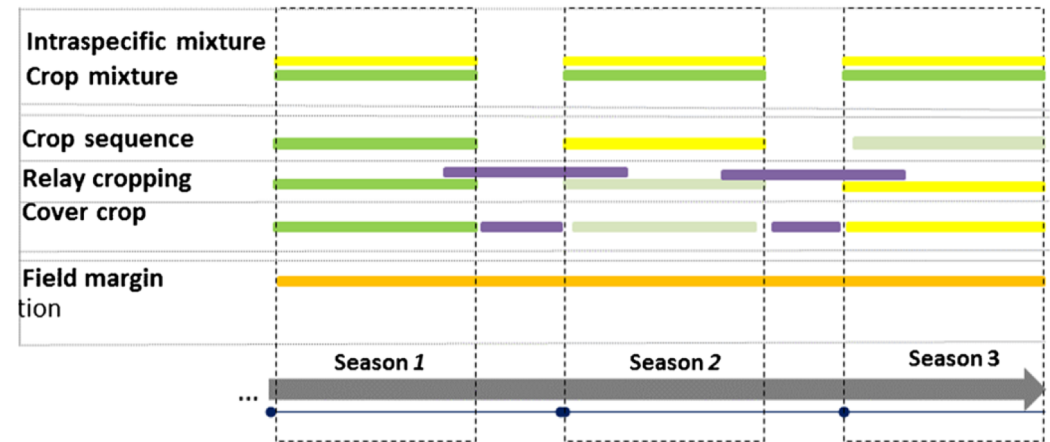 Intraspecific mixture
Crop mixture
Crop sequence
Relay cropping
Cover crop
Field margin
tion
Season 1
Season 2
Season 3
...